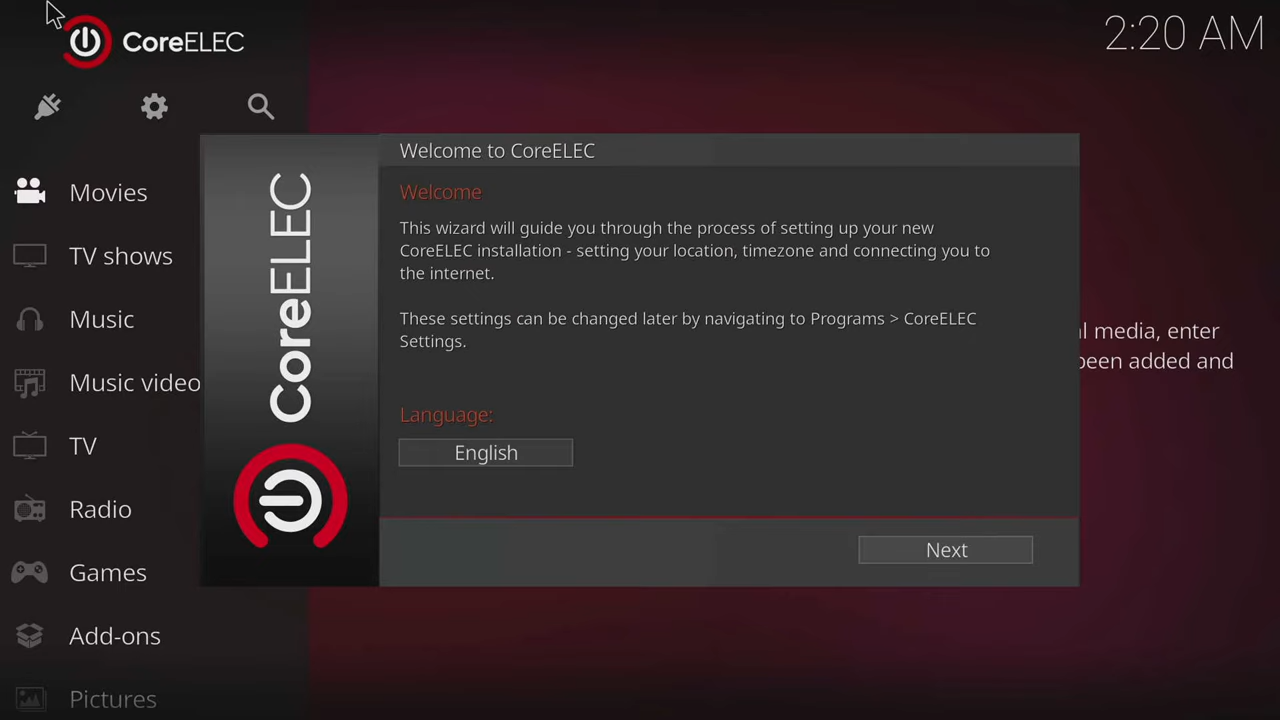 CoreELEC
2:20 AM
Movies
TV shows
Music
Music video
TV
Radio
Games
Add-ons
Pictures
CoreELEC
Welcome to CoreELEC
Welcome
This wizard will guide you through the process of setting up your new
CoreELEC installation - setting your location, timezone and connecting you to
the internet.
These settings can be changed later by navigating to Programs > CoreELEC
Settings.
Language:
English
Next
l media, enter
been added and